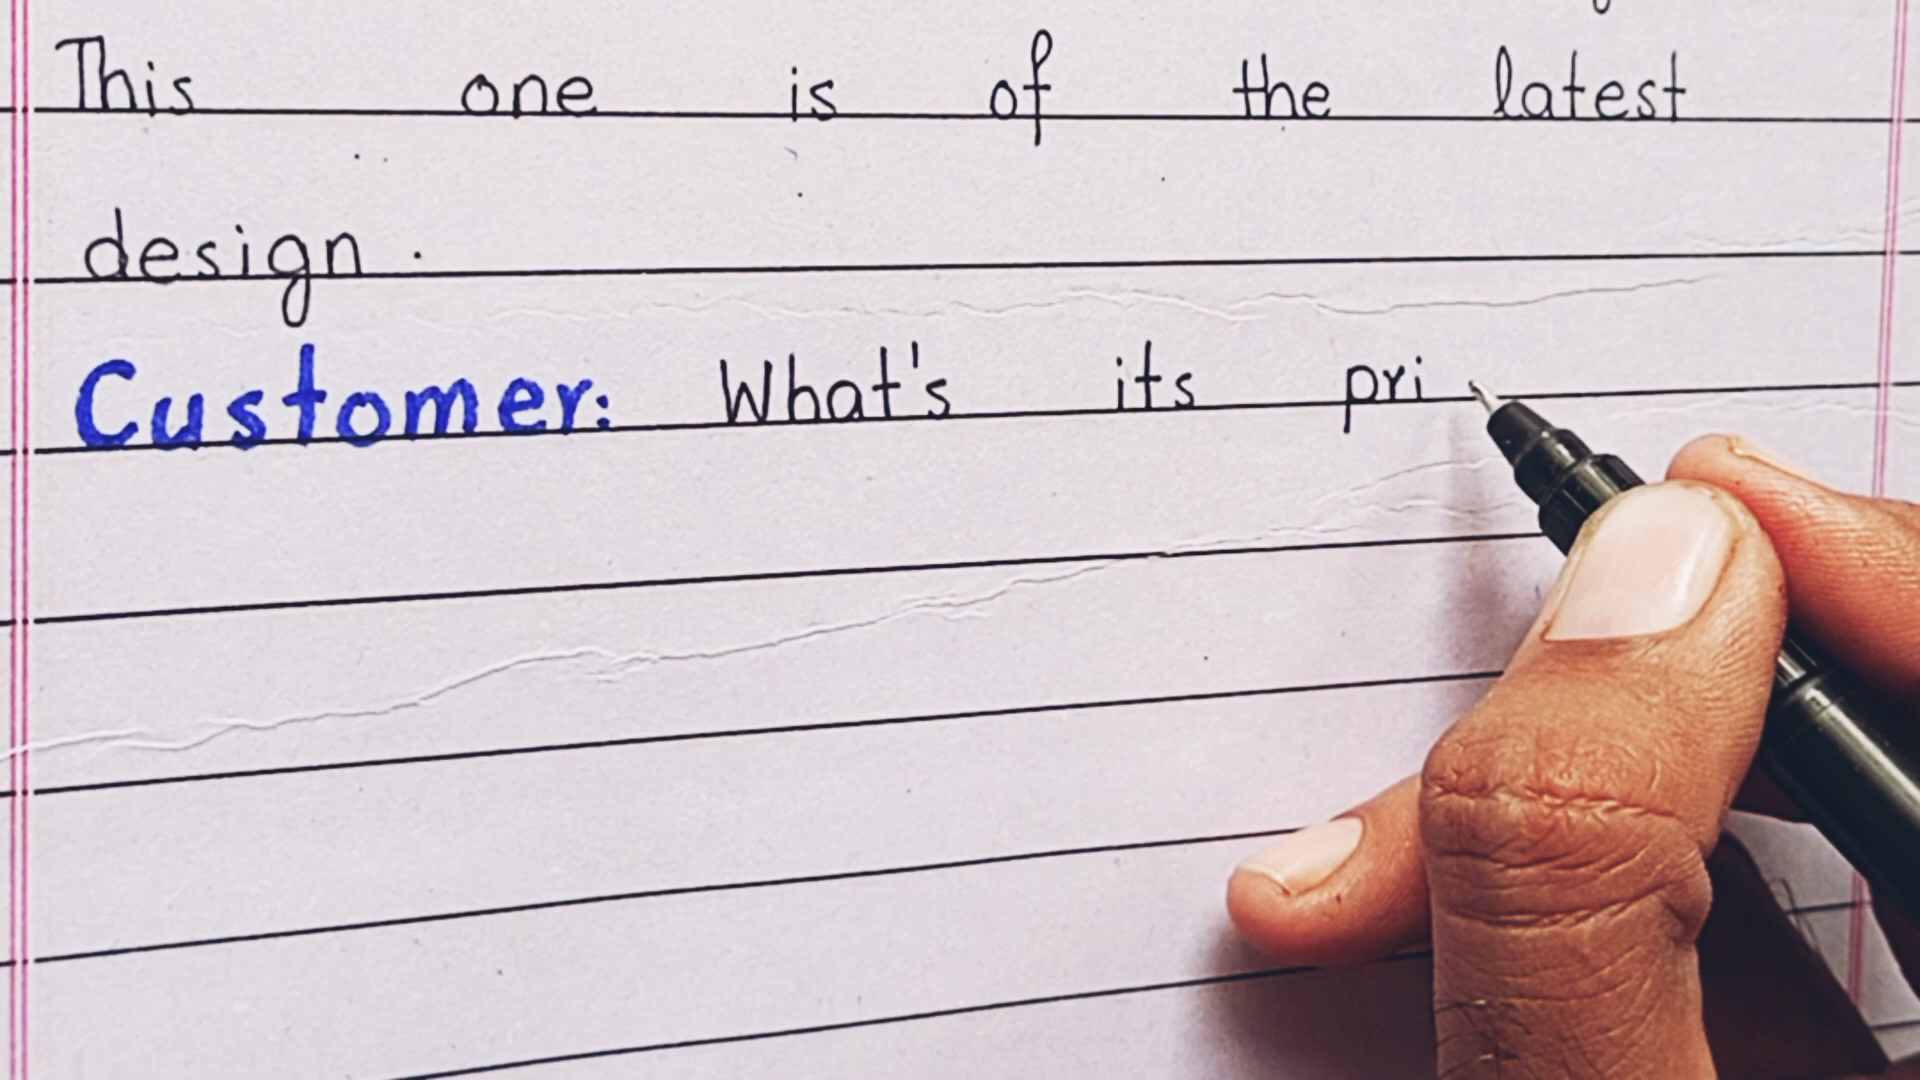 This one is of the latest
design.
Customer: What's its pri